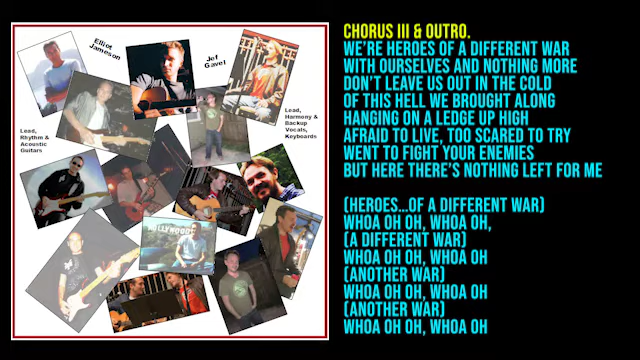 Elliot
Jameson
Jef
Gavel
Lead,
Harmony &
Backup
Vocals,
Keyboards
Lead,
Rhythm &
Acoustic
Guitars
HOLLYWOOD
CHORUS III & OUTRO.
WE'RE HEROES OF A DIFFERENT WAR
WITH OURSELVES AND NOTHING MORE
DON'T LEAVE US OUT IN THE COLD
OF THIS HELL WE BROUGHT ALONG
HANGING ON A LEDGE UP HIGH
AFRAID TO LIVE, TOO SCARED TO TRY
WENT TO FIGHT YOUR ENEMIES
BUT HERE THERE'S NOTHING LEFT FOR ME
(HEROES...OF A DIFFERENT WAR)
WHOA OH OH, WHOA OH,
(A DIFFERENT WAR)
WHOA OH OH, WHOA OH
(ANOTHER WAR)
WHOA OH OH, WHOA OH
(ANOTHER WAR)
WHOA OH OH, WHOA OH